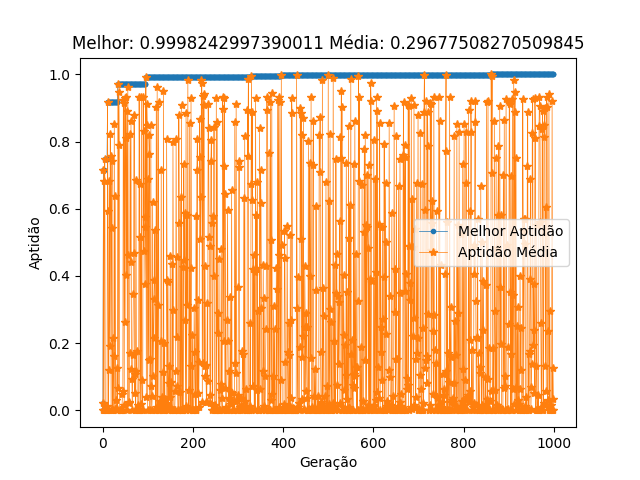 Melhor: 0.9998242997390011 Média: 0.29677508270509845
Aptidão
1.0
0.8
0.6
0.4
0.2
0.0
Melhor Aptidão
Aptidão Média
0 200 400 600 800 1000
Geração